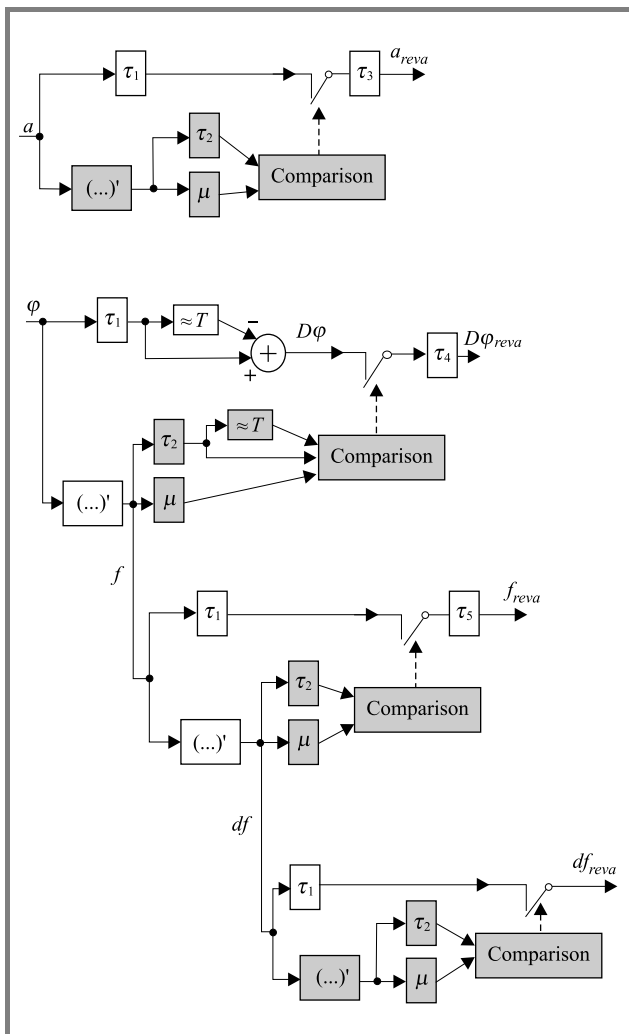 τ1
a_reva
τ3
a
τ2
(...)'
μ
Comparison
φ
τ1
≈T
−
+
+
Dφ
τ4
Dφ_reva
τ2
≈T
Comparison
(...)'
μ
f
τ1
τ5
f_reva
τ2
Comparison
(...)'
μ
df
τ1
df_reva
τ2
Comparison
(...)'
μ